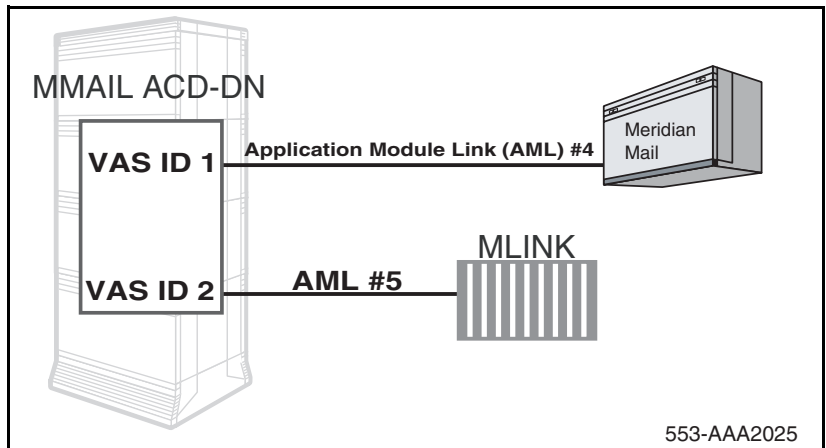 MMAIL ACD-DN
VAS ID 1
Application Module Link (AML) #4
Meridian
Mail
MLINK
VAS ID 2
AML #5
553-AAA2025